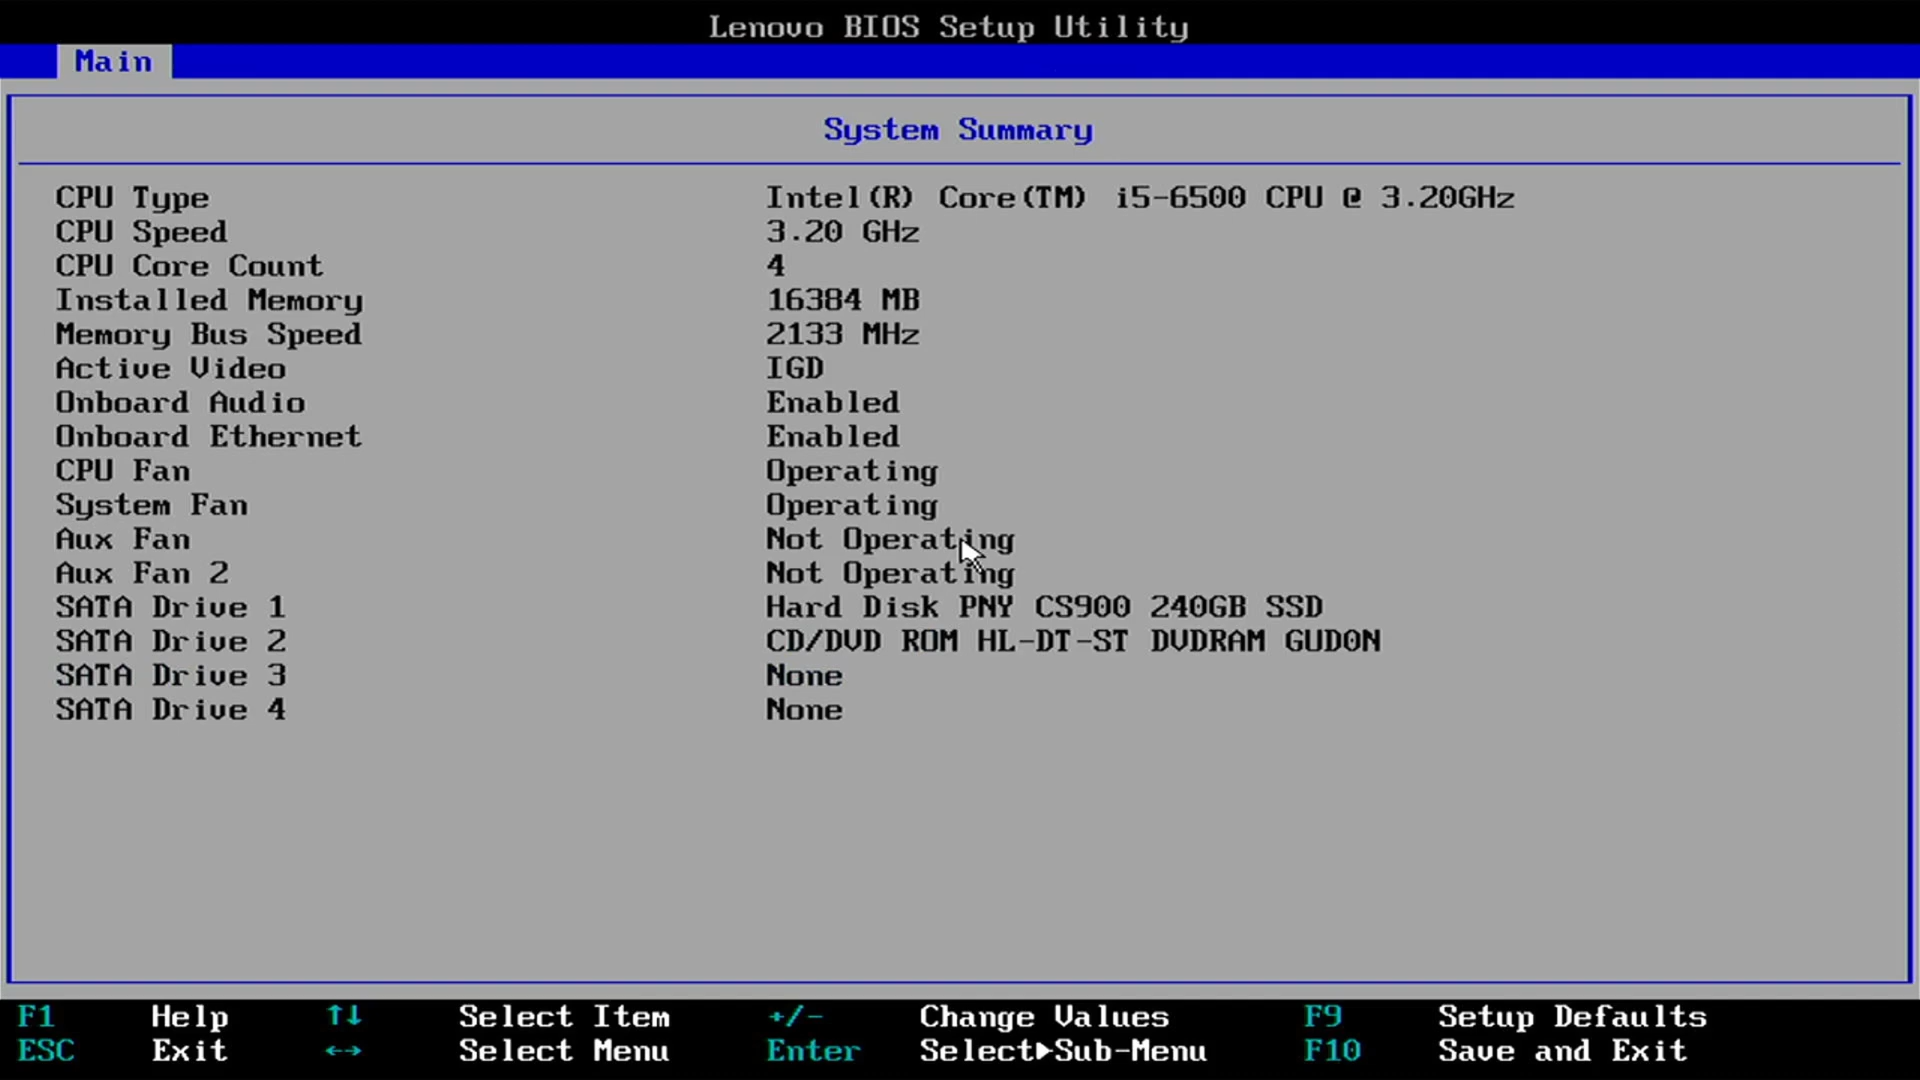 Lenovo BIOS Setup Utility
Main
System Summary
CPU Type Intel(R) Core(TM) i5-6500 CPU @ 3.20GHz
CPU Speed 3.20 GHz
CPU Core Count 4
Installed Memory 16384 MB
Memory Bus Speed 2133 MHz
Active Video IGD
Onboard Audio Enabled
Onboard Ethernet Enabled
CPU Fan Operating
System Fan Operating
Aux Fan Not Operating
Aux Fan 2 Not Operating
SATA Drive 1 Hard Disk PNY CS900 240GB SSD
SATA Drive 2 CD/DVD ROM HL-DT-ST DVDRAM GUD0N
SATA Drive 3 None
SATA Drive 4 None
F1 Help ↑↓ Select Item +/- Change Values F9 Setup Defaults
ESC Exit ←→ Select Menu Enter Select▶Sub-Menu F10 Save and Exit